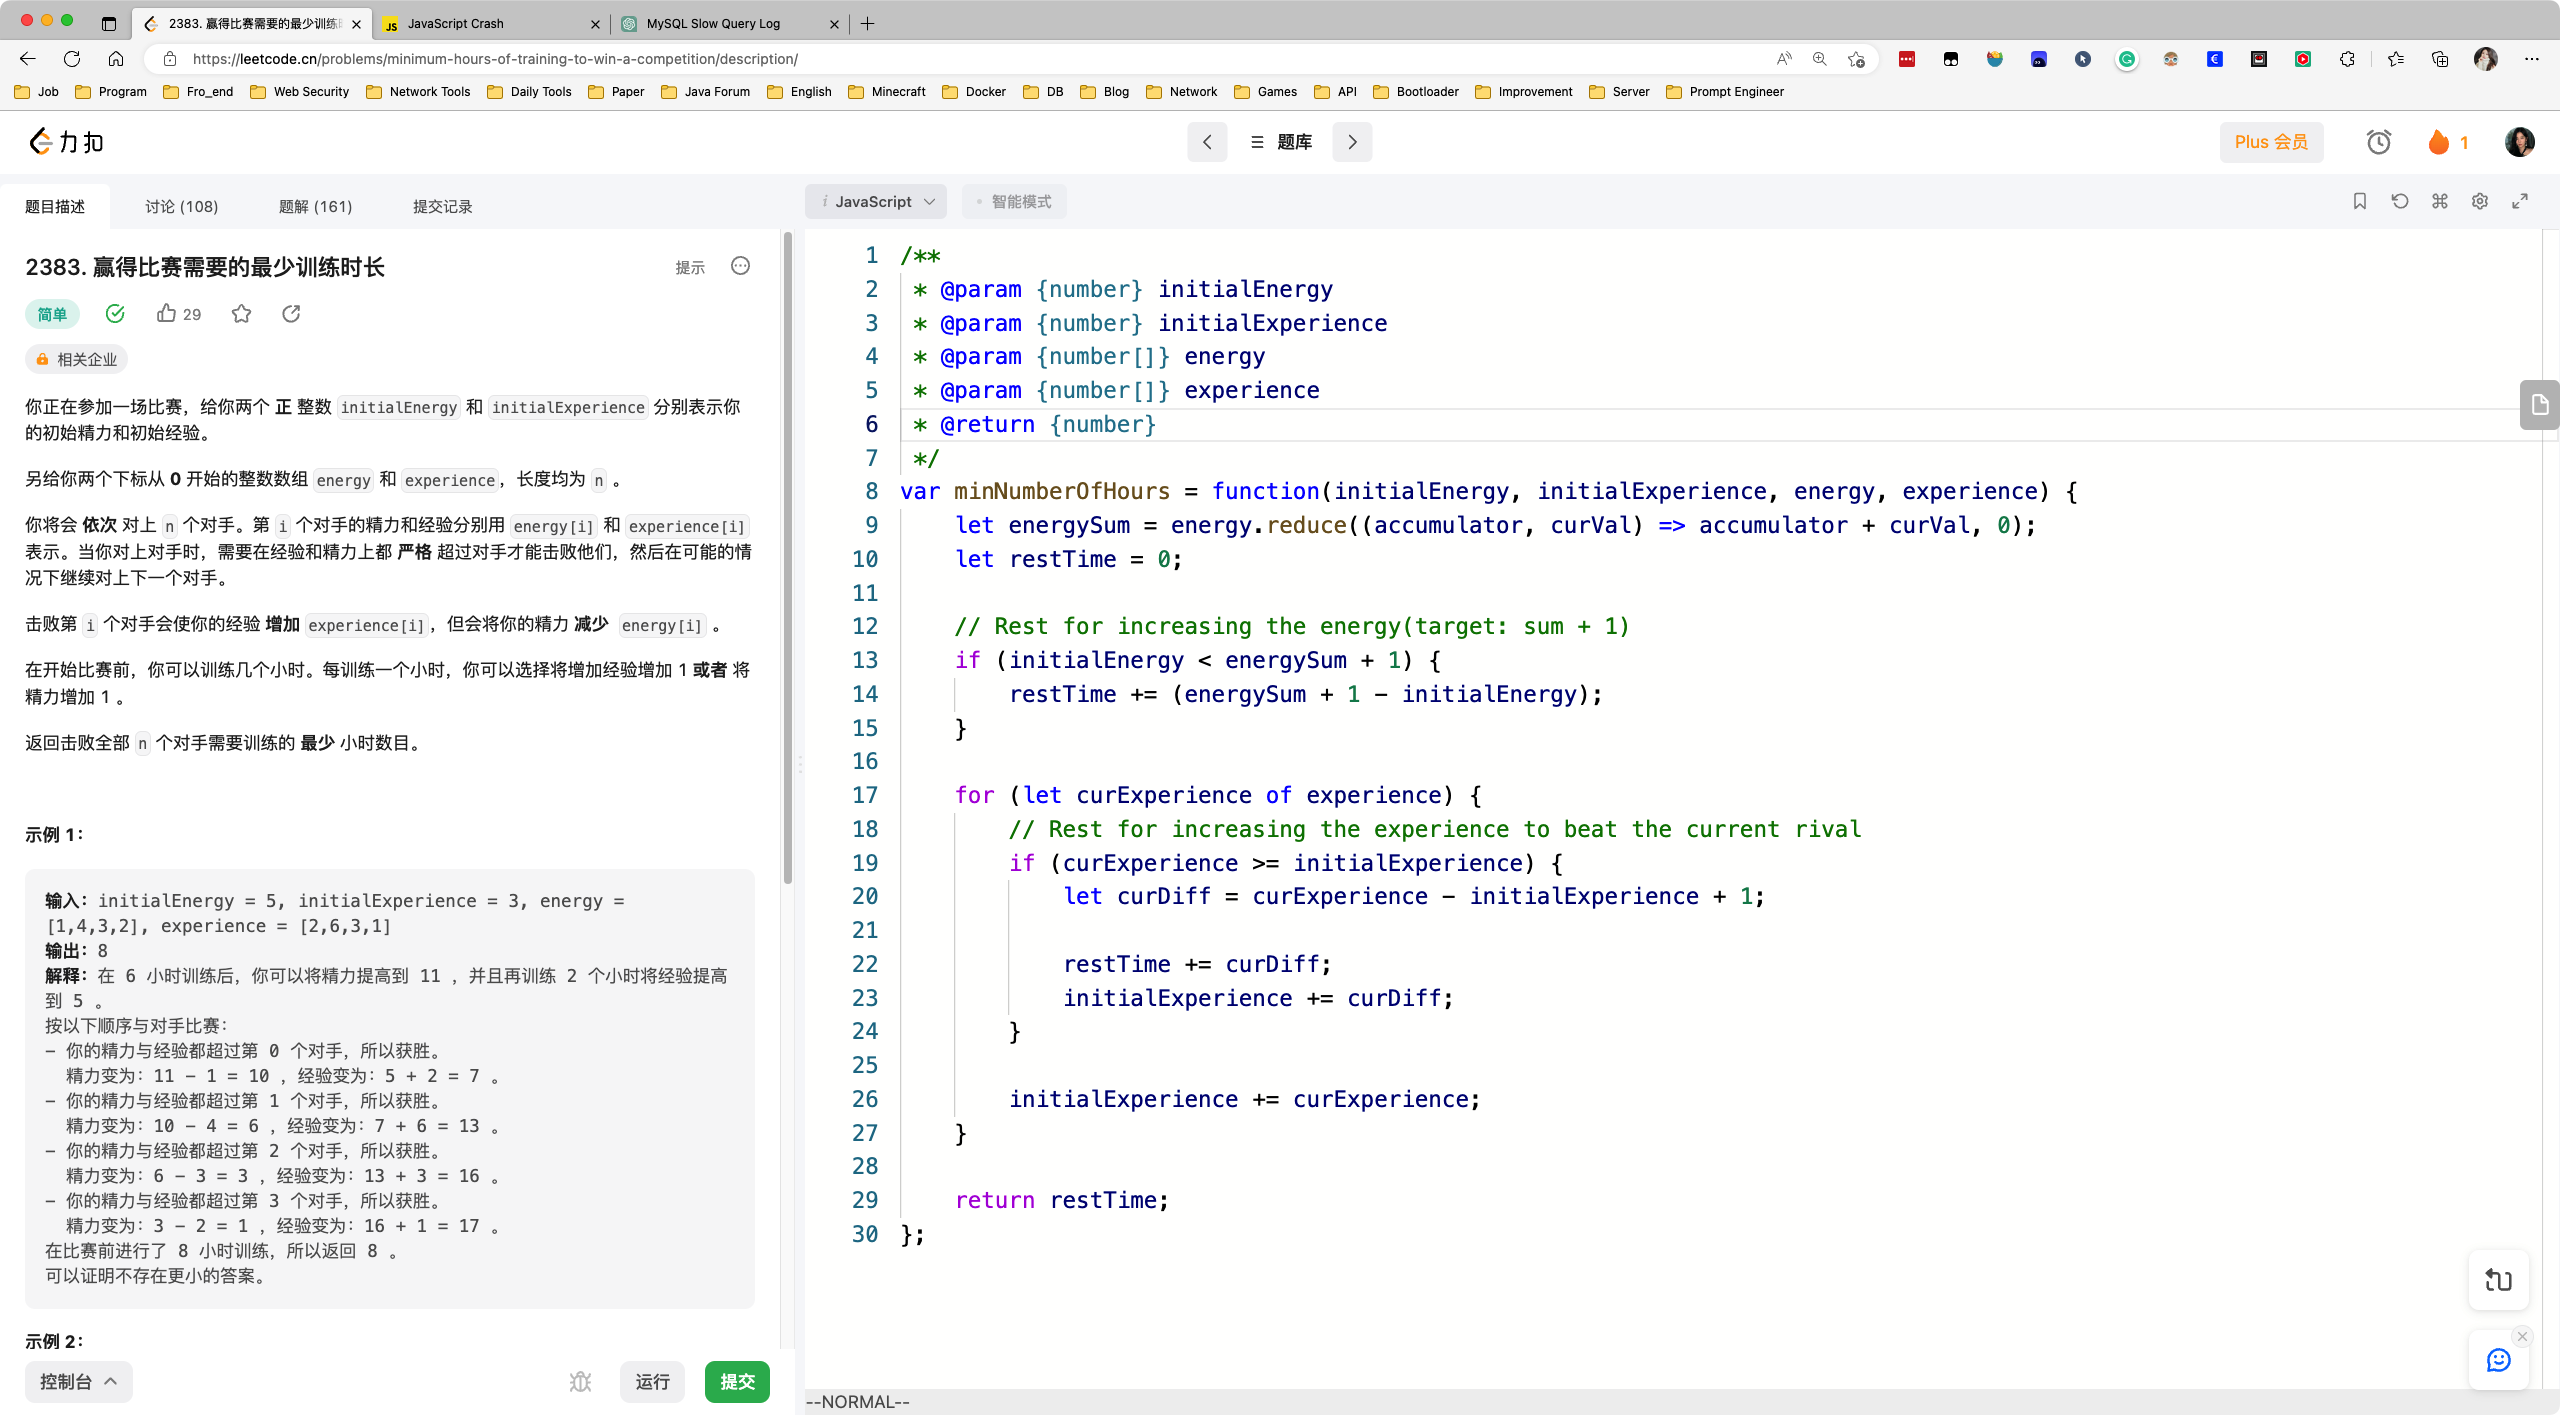 2383. 赢得比赛需要的最少训练时
JavaScript Crash
MySQL Slow Query Log
https://leetcode.cn/problems/minimum-hours-of-training-to-win-a-competition/description/
Job Program Fro_end Web Security Network Tools Daily Tools Paper Java Forum English Minecraft Docker DB Blog Network Games API Bootloader Improvement Server Prompt Engineer
力扣
题库
Plus 会员
1
题目描述 讨论 (108) 题解 (161) 提交记录
2383. 赢得比赛需要的最少训练时长
提示
简单
29
相关企业
你正在参加一场比赛，给你两个 正 整数 initialEnergy 和 initialExperience 分别表示你
的初始精力和初始经验。
另给你两个下标从 0 开始的整数数组 energy 和 experience，长度均为 n 。
你将会 依次 对上 n 个对手。第 i 个对手的精力和经验分别用 energy[i] 和 experience[i]
表示。当你对上对手时，需要在经验和精力上都 严格 超过对手才能击败他们，然后在可能的情
况下继续对上下一个对手。
击败第 i 个对手会使你的经验 增加 experience[i]，但会将你的精力 减少 energy[i] 。
在开始比赛前，你可以训练几个小时。每训练一个小时，你可以选择将增加经验增加 1 或者 将
精力增加 1 。
返回击败全部 n 个对手需要训练的 最少 小时数目。
示例 1：
输入：initialEnergy = 5, initialExperience = 3, energy =
[1,4,3,2], experience = [2,6,3,1]
输出：8
解释：在 6 小时训练后，你可以将精力提高到 11 ，并且再训练 2 个小时将经验提高
到 5 。
按以下顺序与对手比赛：
- 你的精力与经验都超过第 0 个对手，所以获胜。
精力变为：11 - 1 = 10 ，经验变为：5 + 2 = 7 。
- 你的精力与经验都超过第 1 个对手，所以获胜。
精力变为：10 - 4 = 6 ，经验变为：7 + 6 = 13 。
- 你的精力与经验都超过第 2 个对手，所以获胜。
精力变为：6 - 3 = 3 ，经验变为：13 + 3 = 16 。
- 你的精力与经验都超过第 3 个对手，所以获胜。
精力变为：3 - 2 = 1 ，经验变为：16 + 1 = 17 。
在比赛前进行了 8 小时训练，所以返回 8 。
可以证明不存在更小的答案。
示例 2：
控制台
运行
提交
i JavaScript
智能模式
1 /**
2 * @param {number} initialEnergy
3 * @param {number} initialExperience
4 * @param {number[]} energy
5 * @param {number[]} experience
6 * @return {number}
7 */
8 var minNumberOfHours = function(initialEnergy, initialExperience, energy, experience) {
9 let energySum = energy.reduce((accumulator, curVal) => accumulator + curVal, 0);
10 let restTime = 0;
11
12 // Rest for increasing the energy(target: sum + 1)
13 if (initialEnergy < energySum + 1) {
14 restTime += (energySum + 1 - initialEnergy);
15 }
16
17 for (let curExperience of experience) {
18 // Rest for increasing the experience to beat the current rival
19 if (curExperience >= initialExperience) {
20 let curDiff = curExperience - initialExperience + 1;
21
22 restTime += curDiff;
23 initialExperience += curDiff;
24 }
25
26 initialExperience += curExperience;
27 }
28
29 return restTime;
30 };
--NORMAL--